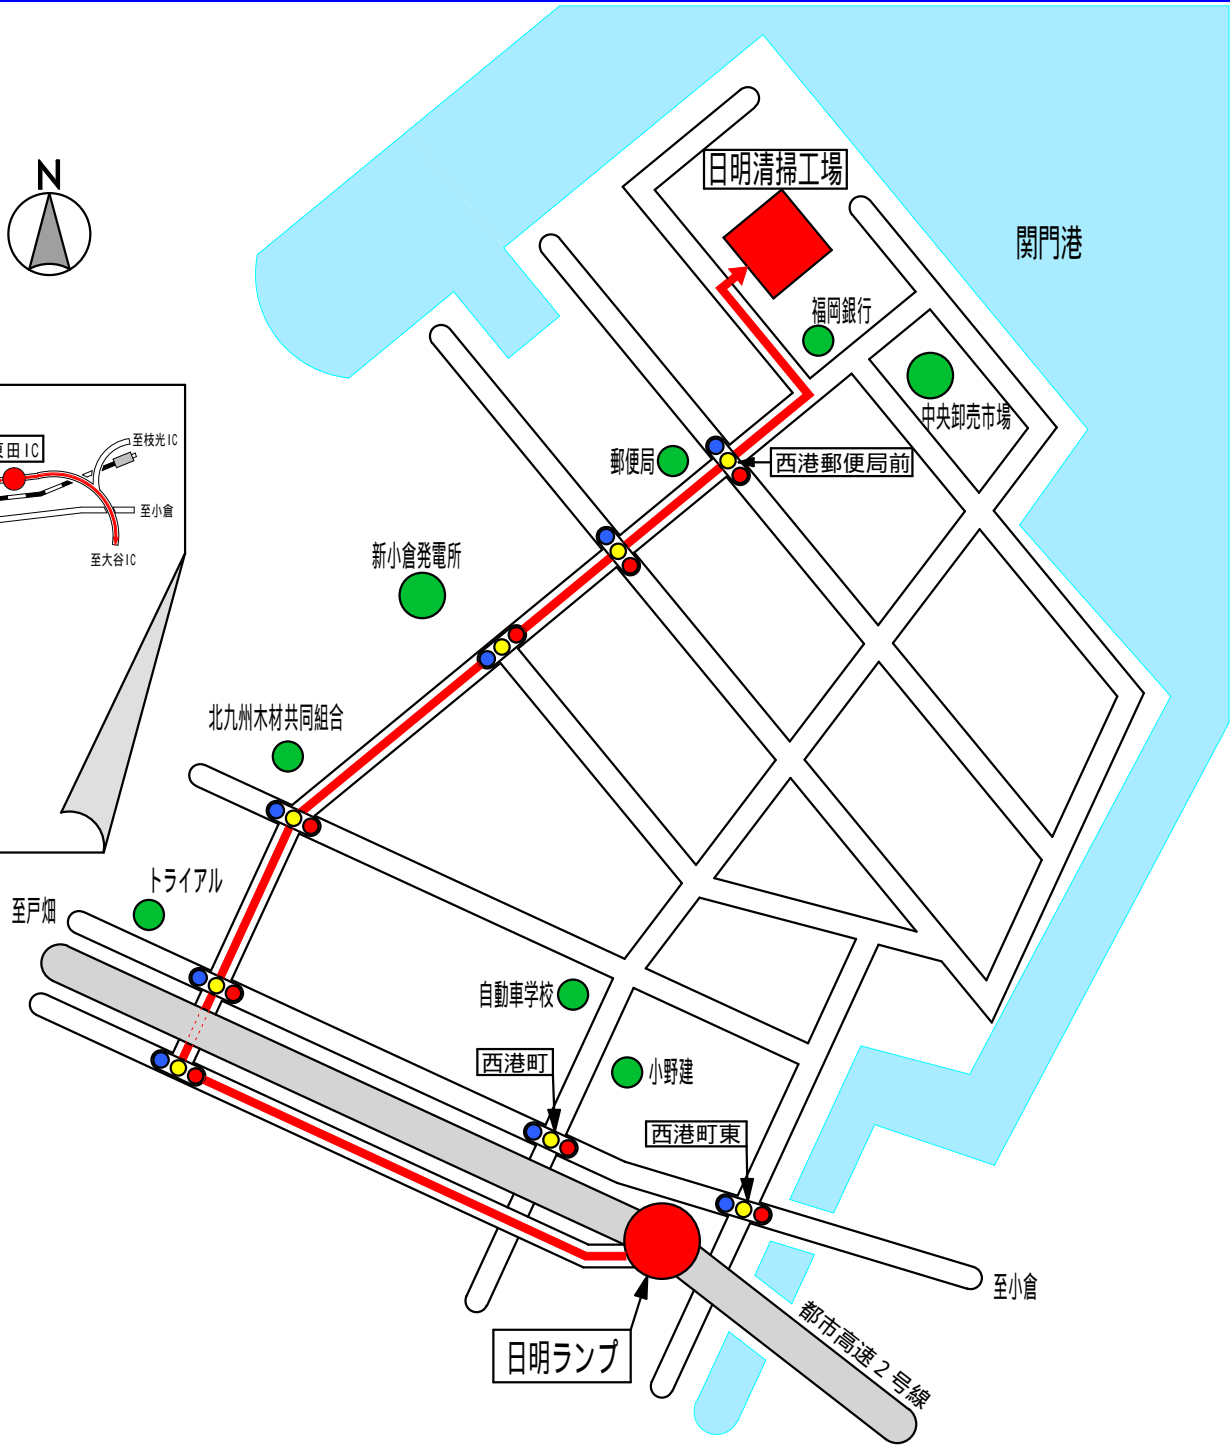 N
日明清掃工場
関門港
福岡銀行
中央卸売市場
郵便局
西港郵便局前
至枝光IC
田IC
至小倉
至大谷IC
新小倉発電所
北九州木材共同組合
トライアル
至戸畑
自動車学校
西港町
小野建
西港町東
至小倉
都市高速2号線
日明ランプ